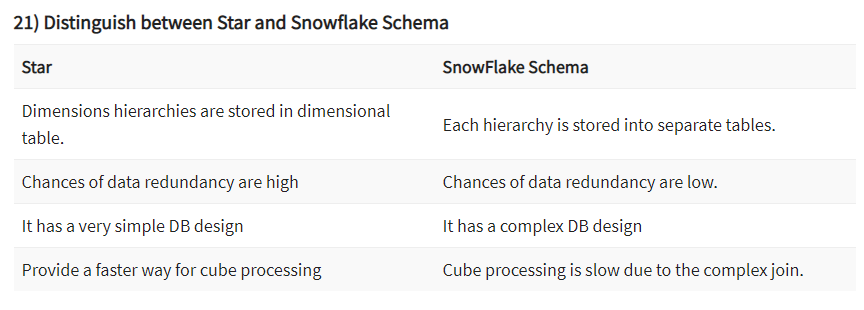 21) Distinguish between Star and Snowflake Schema
Star
SnowFlake Schema
Dimensions hierarchies are stored in dimensional
table.
Each hierarchy is stored into separate tables.
Chances of data redundancy are high
Chances of data redundancy are low.
It has a very simple DB design
It has a complex DB design
Provide a faster way for cube processing
Cube processing is slow due to the complex join.